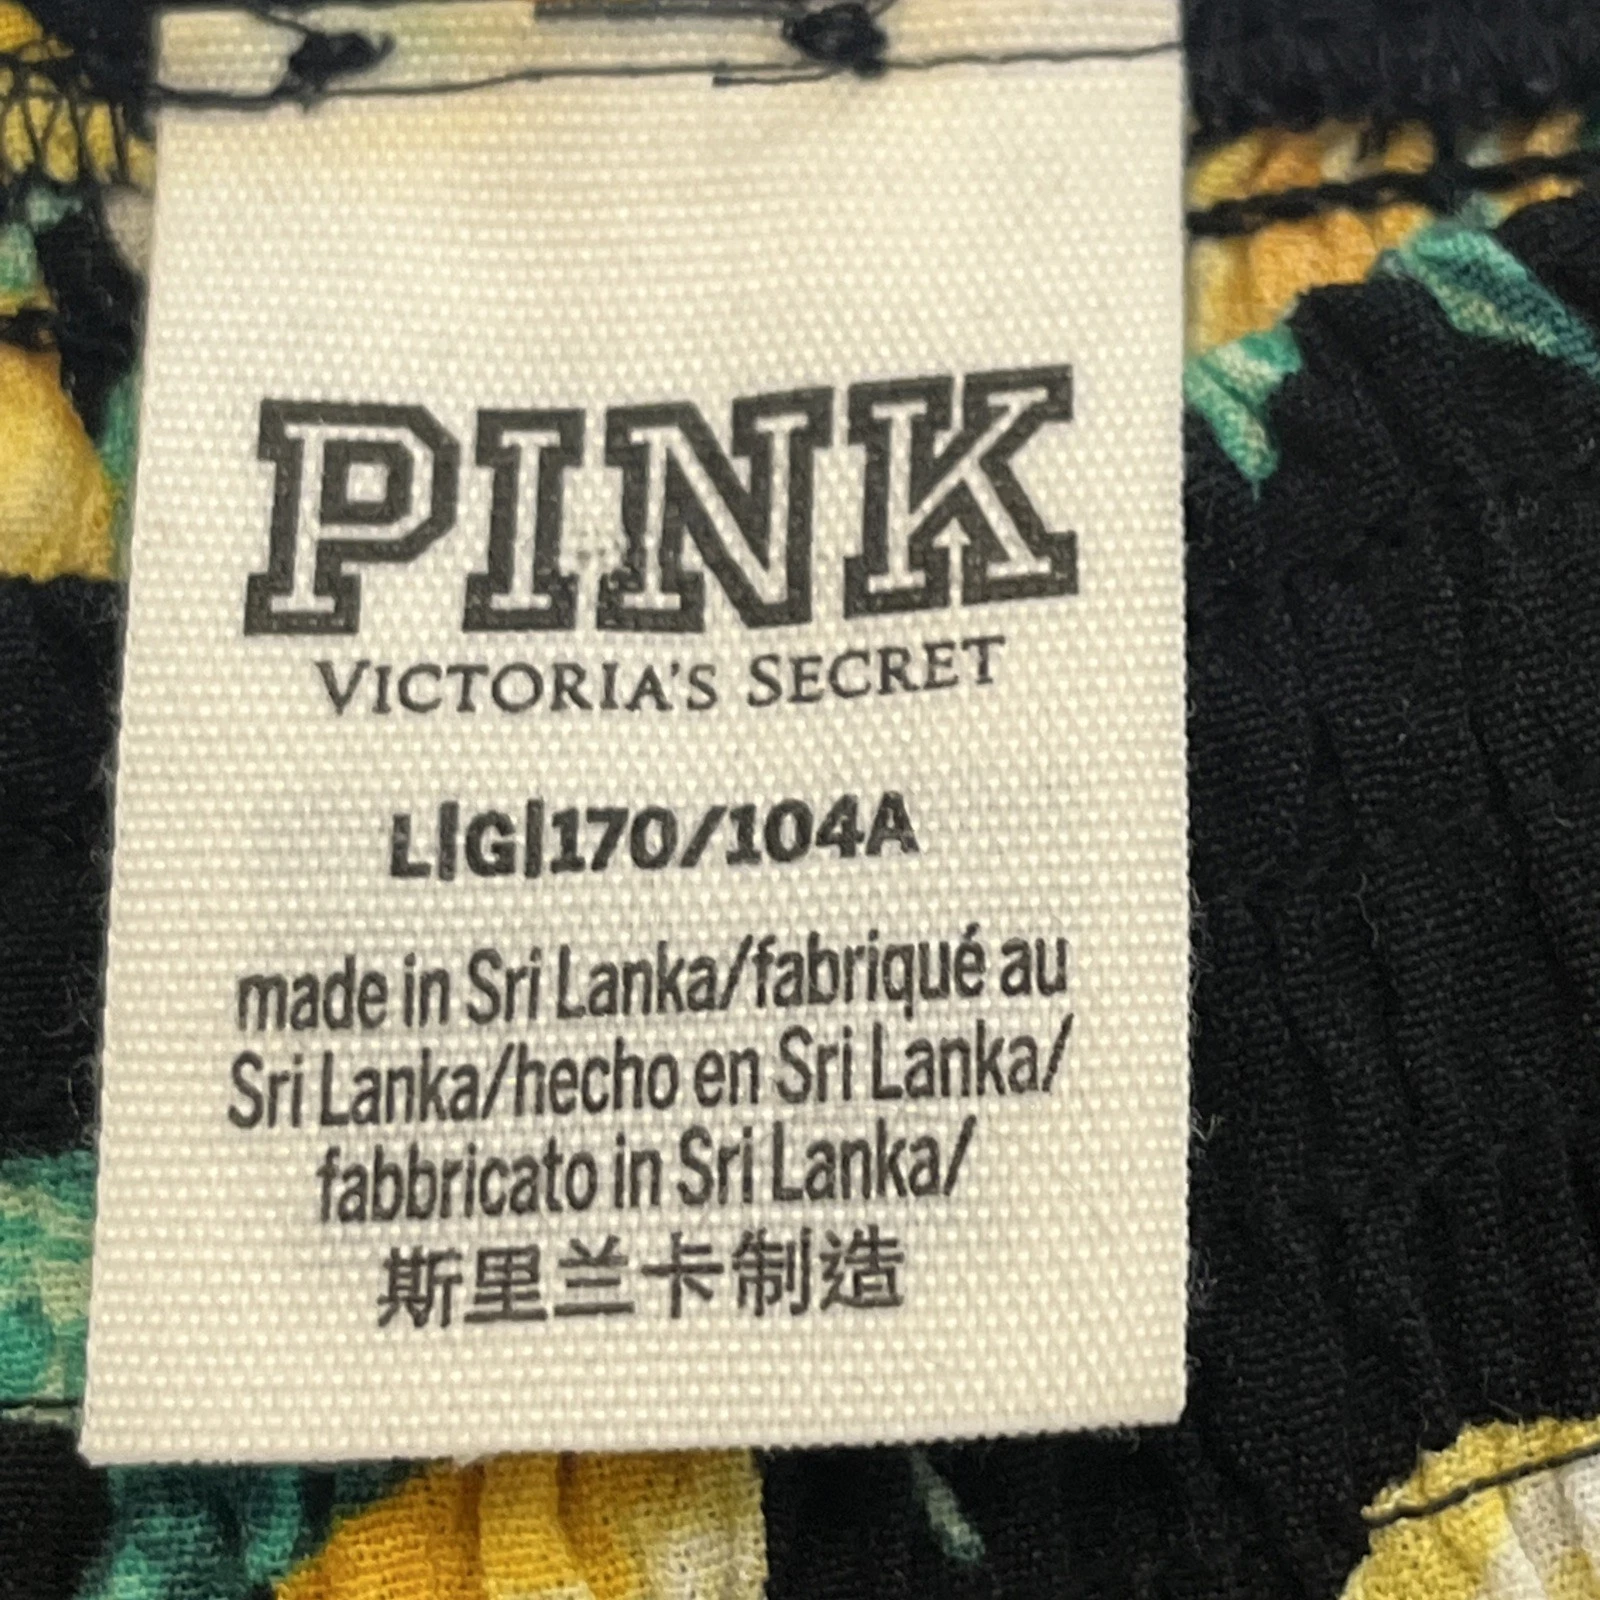 PINK
VICTORIA'S SECRET
L|G|170/104A
made in Sri Lanka/fabriqué au
Sri Lanka/hecho en Sri Lanka/
fabbricato in Sri Lanka/
斯里兰卡制造